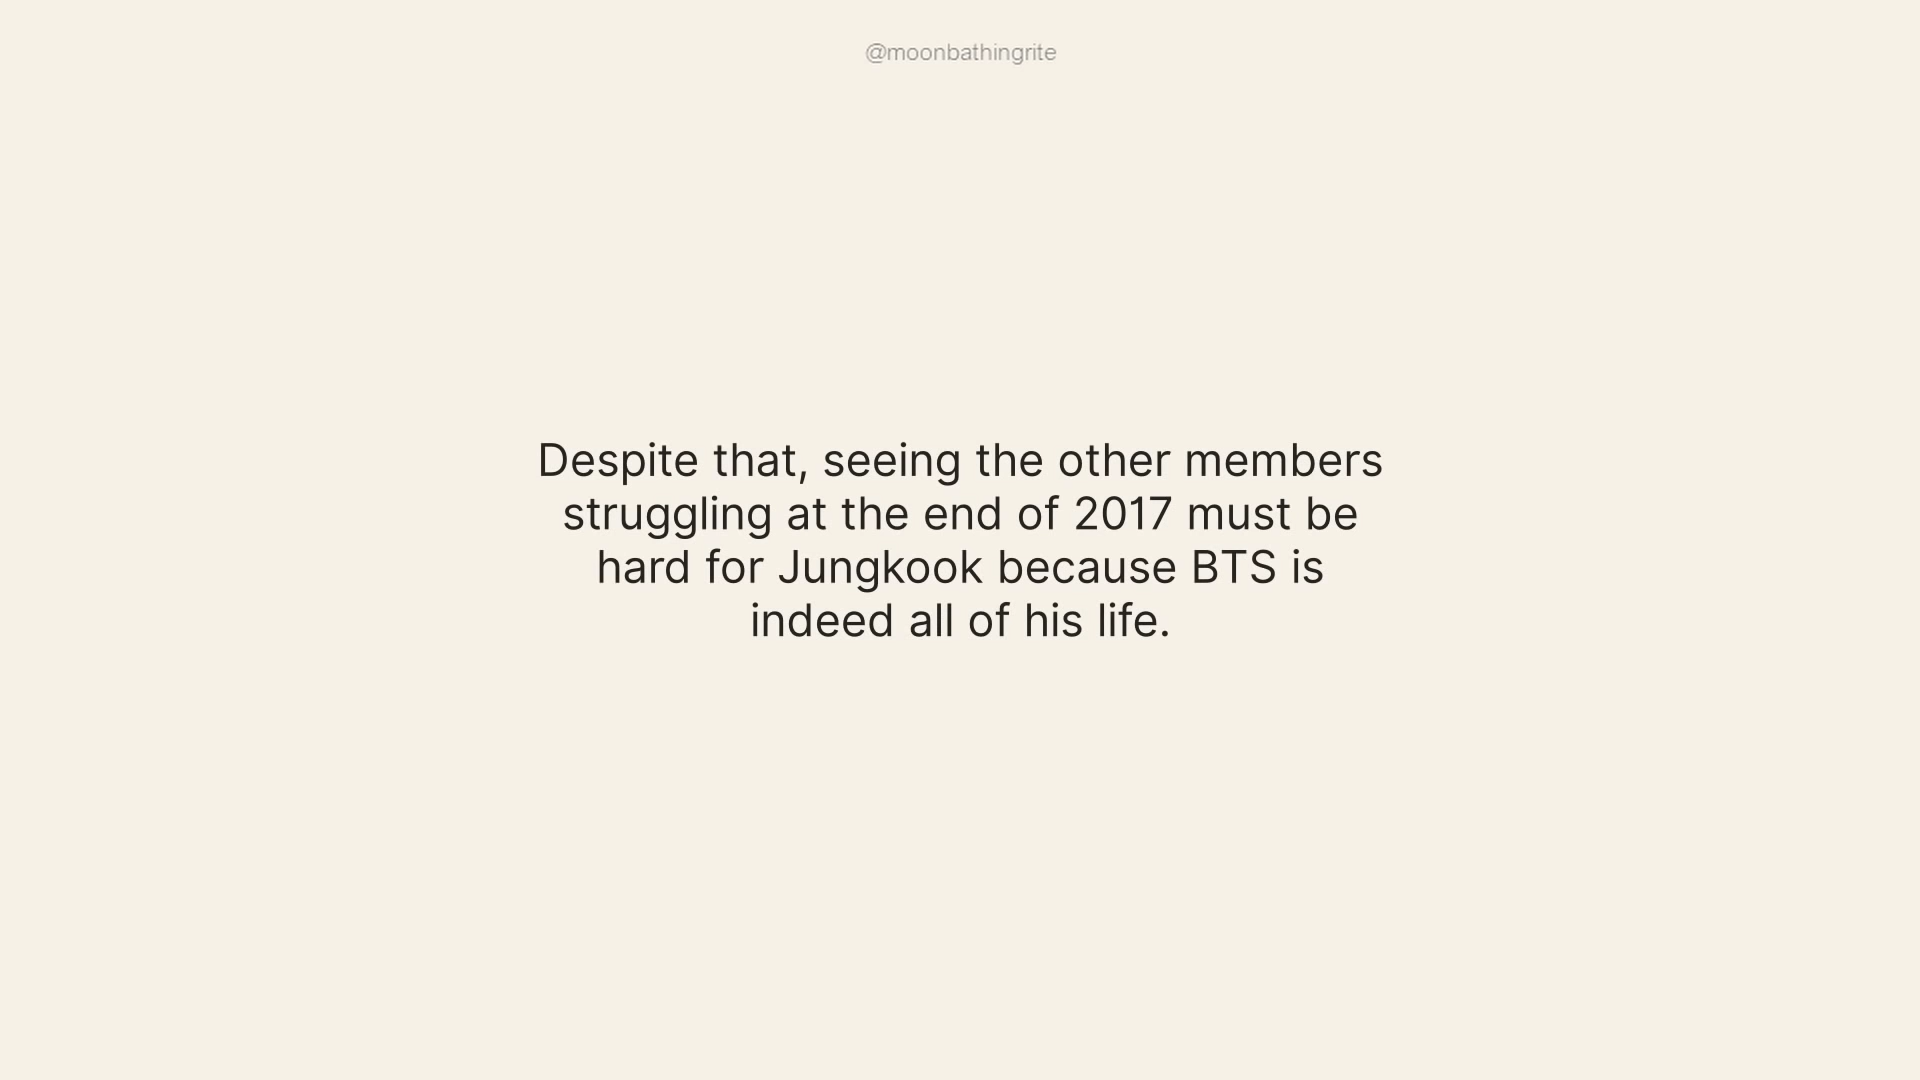 @moonbathingrite
Despite that, seeing the other members
struggling at the end of 2017 must be
hard for Jungkook because BTS is
indeed all of his life.